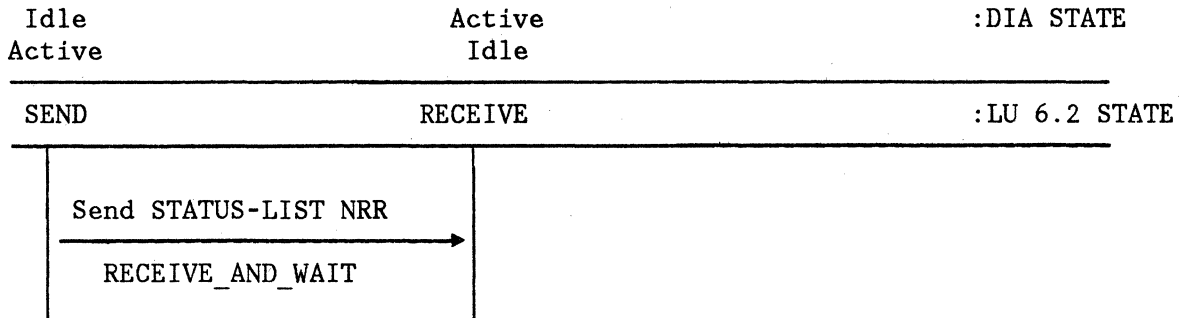 Idle Active :DIA STATE
Active Idle
SEND RECEIVE :LU 6.2 STATE
Send STATUS-LIST NRR
RECEIVE_AND_WAIT